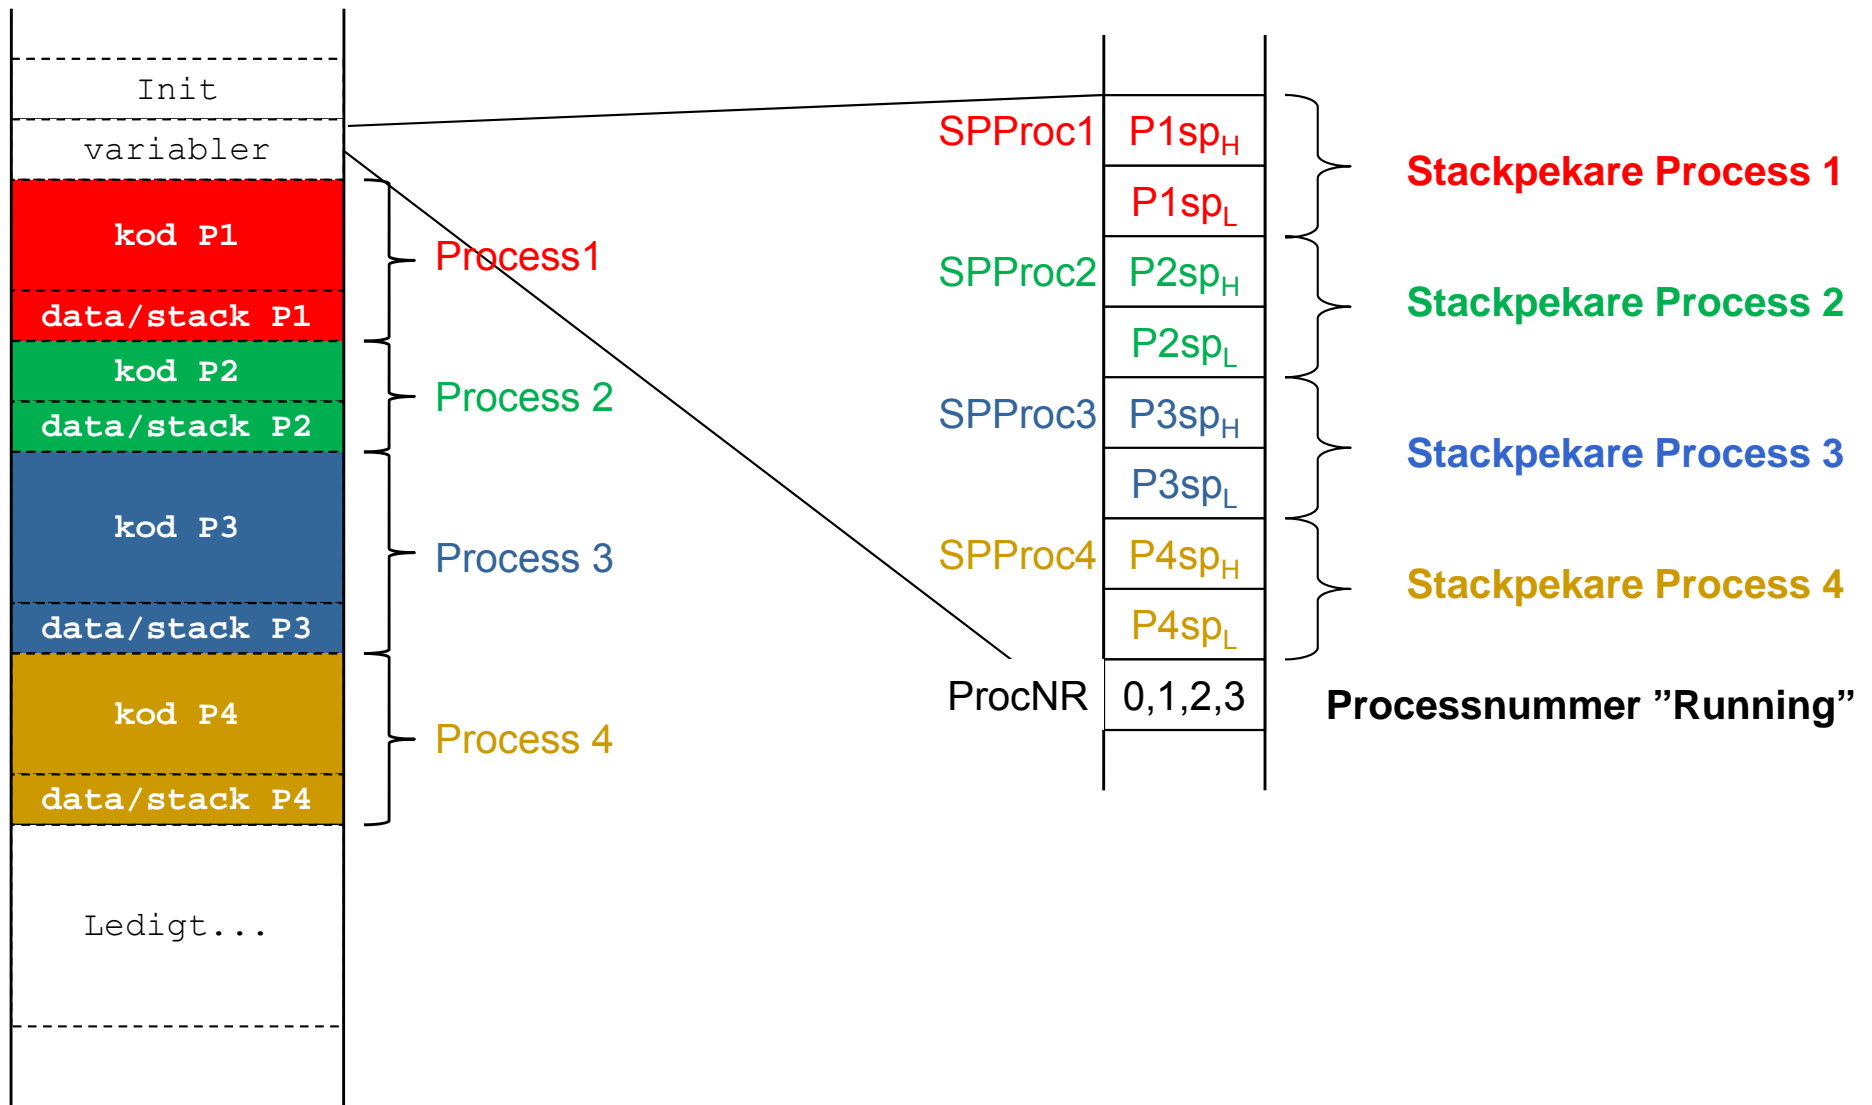 Init
variabler
kod P1
data/stack P1
kod P2
data/stack P2
kod P3
data/stack P3
kod P4
data/stack P4
Ledigt...
Process1
Process 2
Process 3
Process 4
SPProc1 P1spH
P1spL
Stackpekare Process 1
SPProc2 P2spH
P2spL
Stackpekare Process 2
SPProc3 P3spH
P3spL
Stackpekare Process 3
SPProc4 P4spH
P4spL
Stackpekare Process 4
ProcNR 0,1,2,3 Processnummer ”Running”